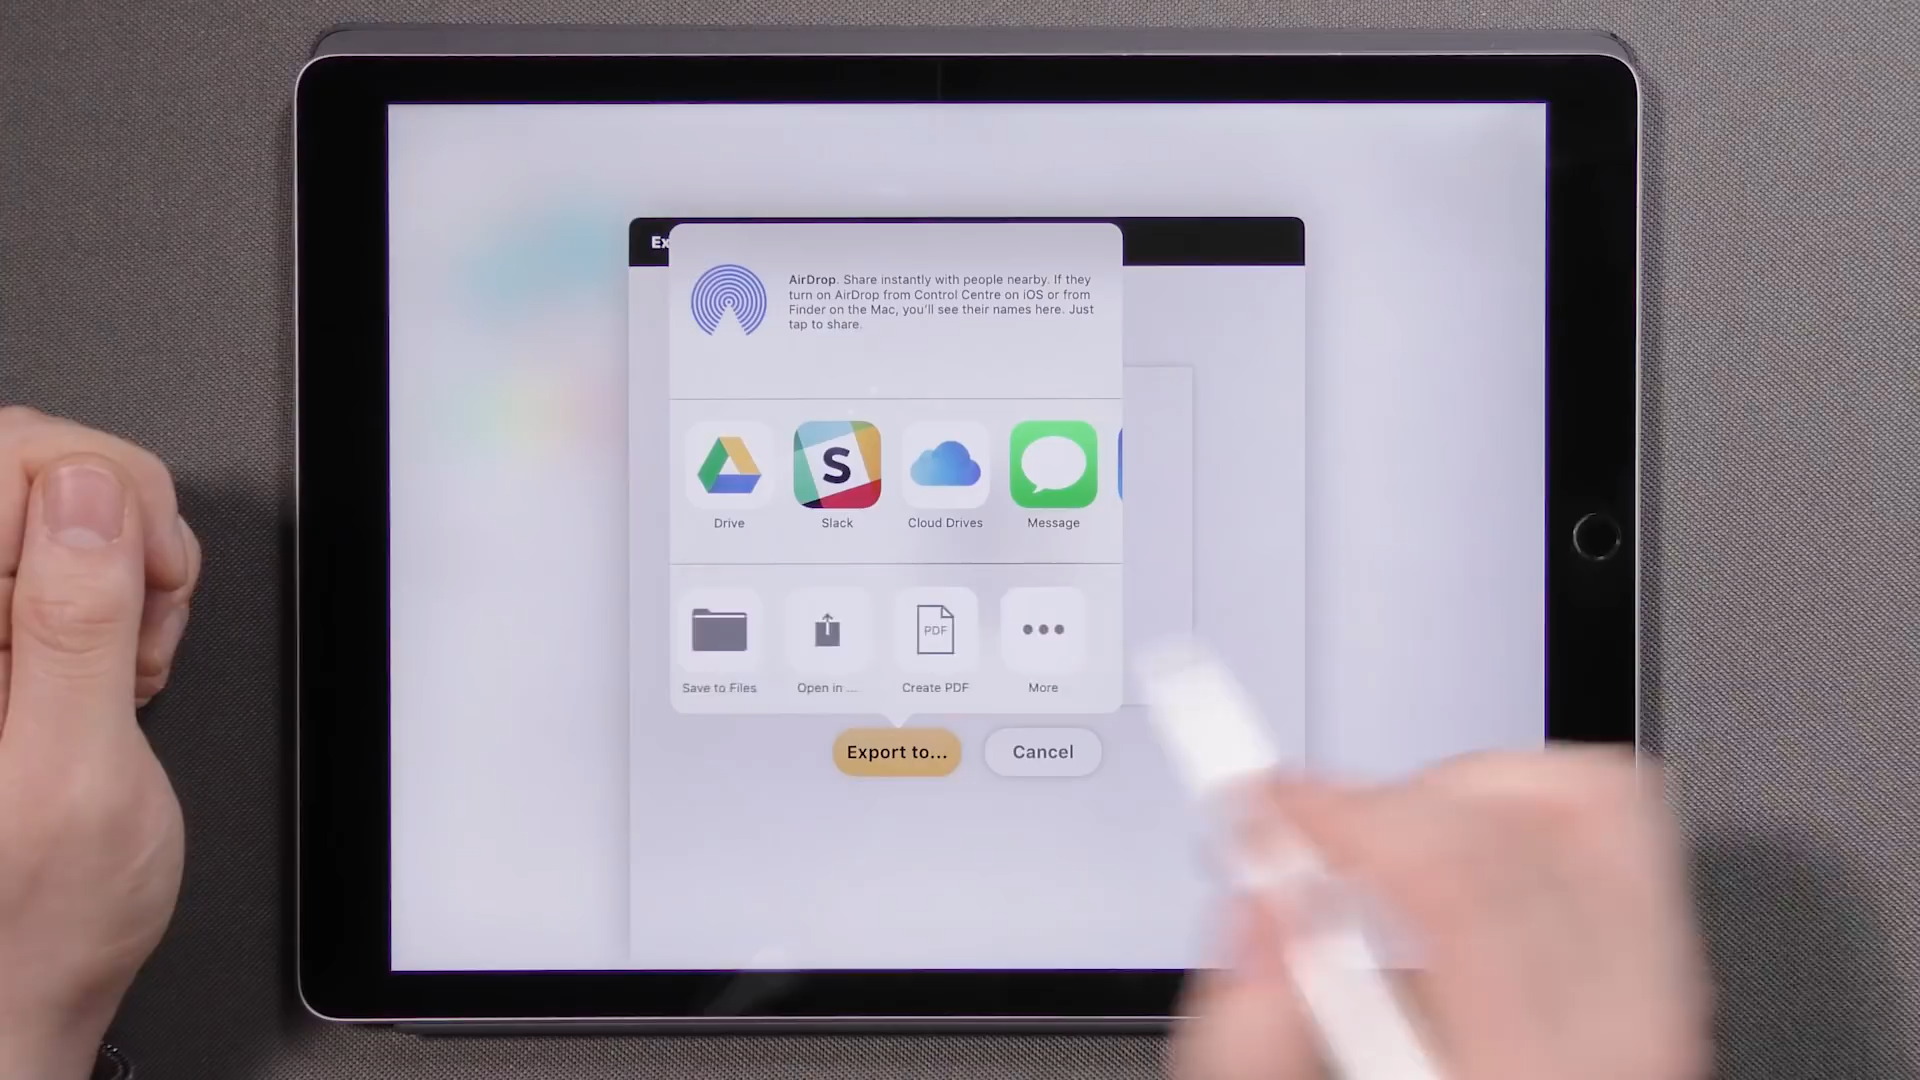 Ex
AirDrop. Share instantly with people nearby. If they
turn on AirDrop from Control Centre on iOS or from
Finder on the Mac, you'll see their names here. Just
tap to share.
S
Drive
Slack
Cloud Drives
Message
PDF
Save to Files
Open in ...
Create PDF
More
Export to...
Cancel